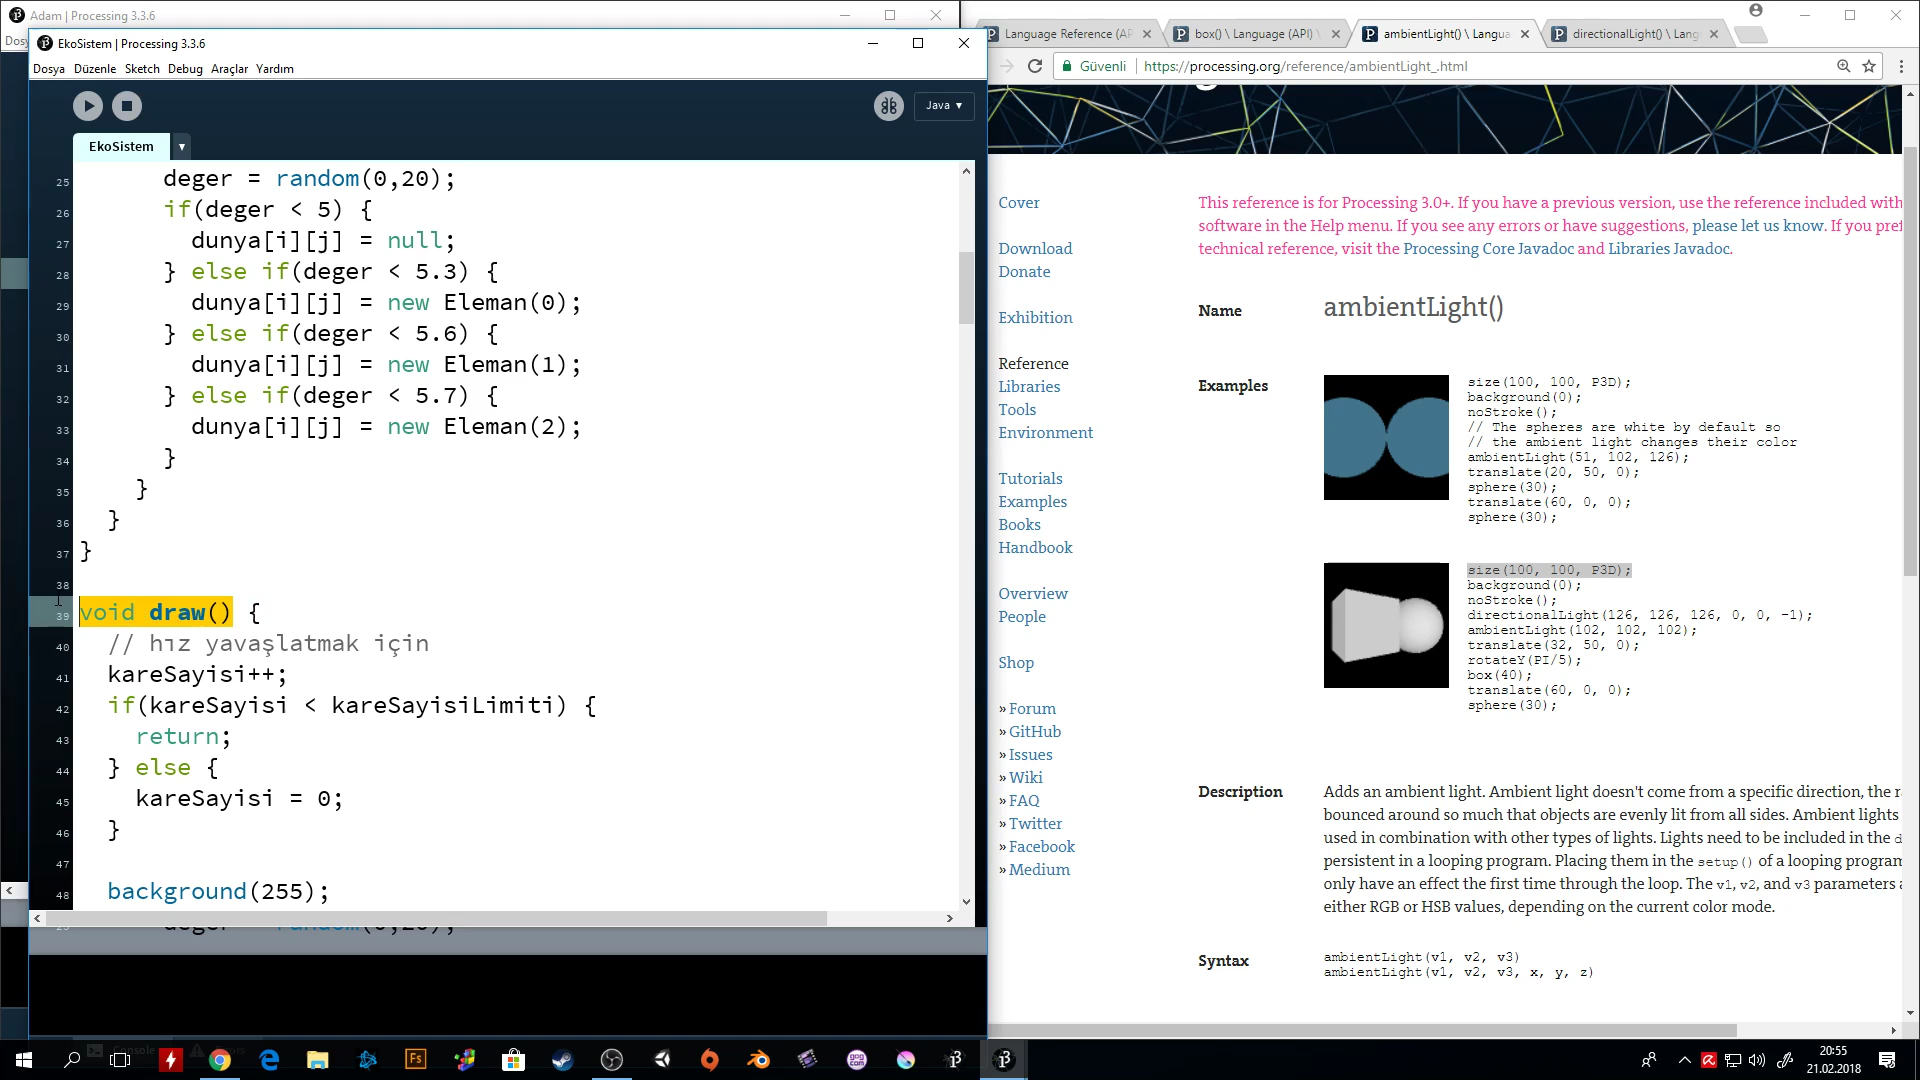 Adam | Processing 3.3.6
EkoSistem | Processing 3.3.6
Dosya Düzenle Sketch Debug Araçlar Yardım
Java ▾
EkoSistem ▾
25 deger = random(0,20);
26 if(deger < 5) {
27 dunya[i][j] = null;
28 } else if(deger < 5.3) {
29 dunya[i][j] = new Eleman(0);
30 } else if(deger < 5.6) {
31 dunya[i][j] = new Eleman(1);
32 } else if(deger < 5.7) {
33 dunya[i][j] = new Eleman(2);
34 }
35 }
36 }
37 }
38
39 void draw() {
40 // hız yavaşlatmak için
41 kareSayisi++;
42 if(kareSayisi < kareSayisiLimiti) {
43 return;
44 } else {
45 kareSayisi = 0;
46 }
47
48 background(255);
Language Reference (AP
box() \ Language (API) \
ambientLight() \ Langua
directionalLight() \ Lang
Güvenli | https://processing.org/reference/ambientLight_.html
Cover
Download
Donate
Exhibition
Reference
Libraries
Tools
Environment
Tutorials
Examples
Books
Handbook
Overview
People
Shop
» Forum
» GitHub
» Issues
» Wiki
» FAQ
» Twitter
» Facebook
» Medium
This reference is for Processing 3.0+. If you have a previous version, use the reference included with
software in the Help menu. If you see any errors or have suggestions, please let us know. If you pref
technical reference, visit the Processing Core Javadoc and Libraries Javadoc.
Name ambientLight()
Examples
size(100, 100, P3D);
background(0);
noStroke();
// The spheres are white by default so
// the ambient light changes their color
ambientLight(51, 102, 126);
translate(20, 50, 0);
sphere(30);
translate(60, 0, 0);
sphere(30);
size(100, 100, P3D);
background(0);
noStroke();
directionalLight(126, 126, 126, 0, 0, -1);
ambientLight(102, 102, 102);
translate(32, 50, 0);
rotateY(PI/5);
box(40);
translate(60, 0, 0);
sphere(30);
Description Adds an ambient light. Ambient light doesn't come from a specific direction, the r
bounced around so much that objects are evenly lit from all sides. Ambient lights
used in combination with other types of lights. Lights need to be included in the d
persistent in a looping program. Placing them in the setup() of a looping program
only have an effect the first time through the loop. The v1, v2, and v3 parameters a
either RGB or HSB values, depending on the current color mode.
Syntax ambientLight(v1, v2, v3)
ambientLight(v1, v2, v3, x, y, z)
Console
20:55
21.02.2018